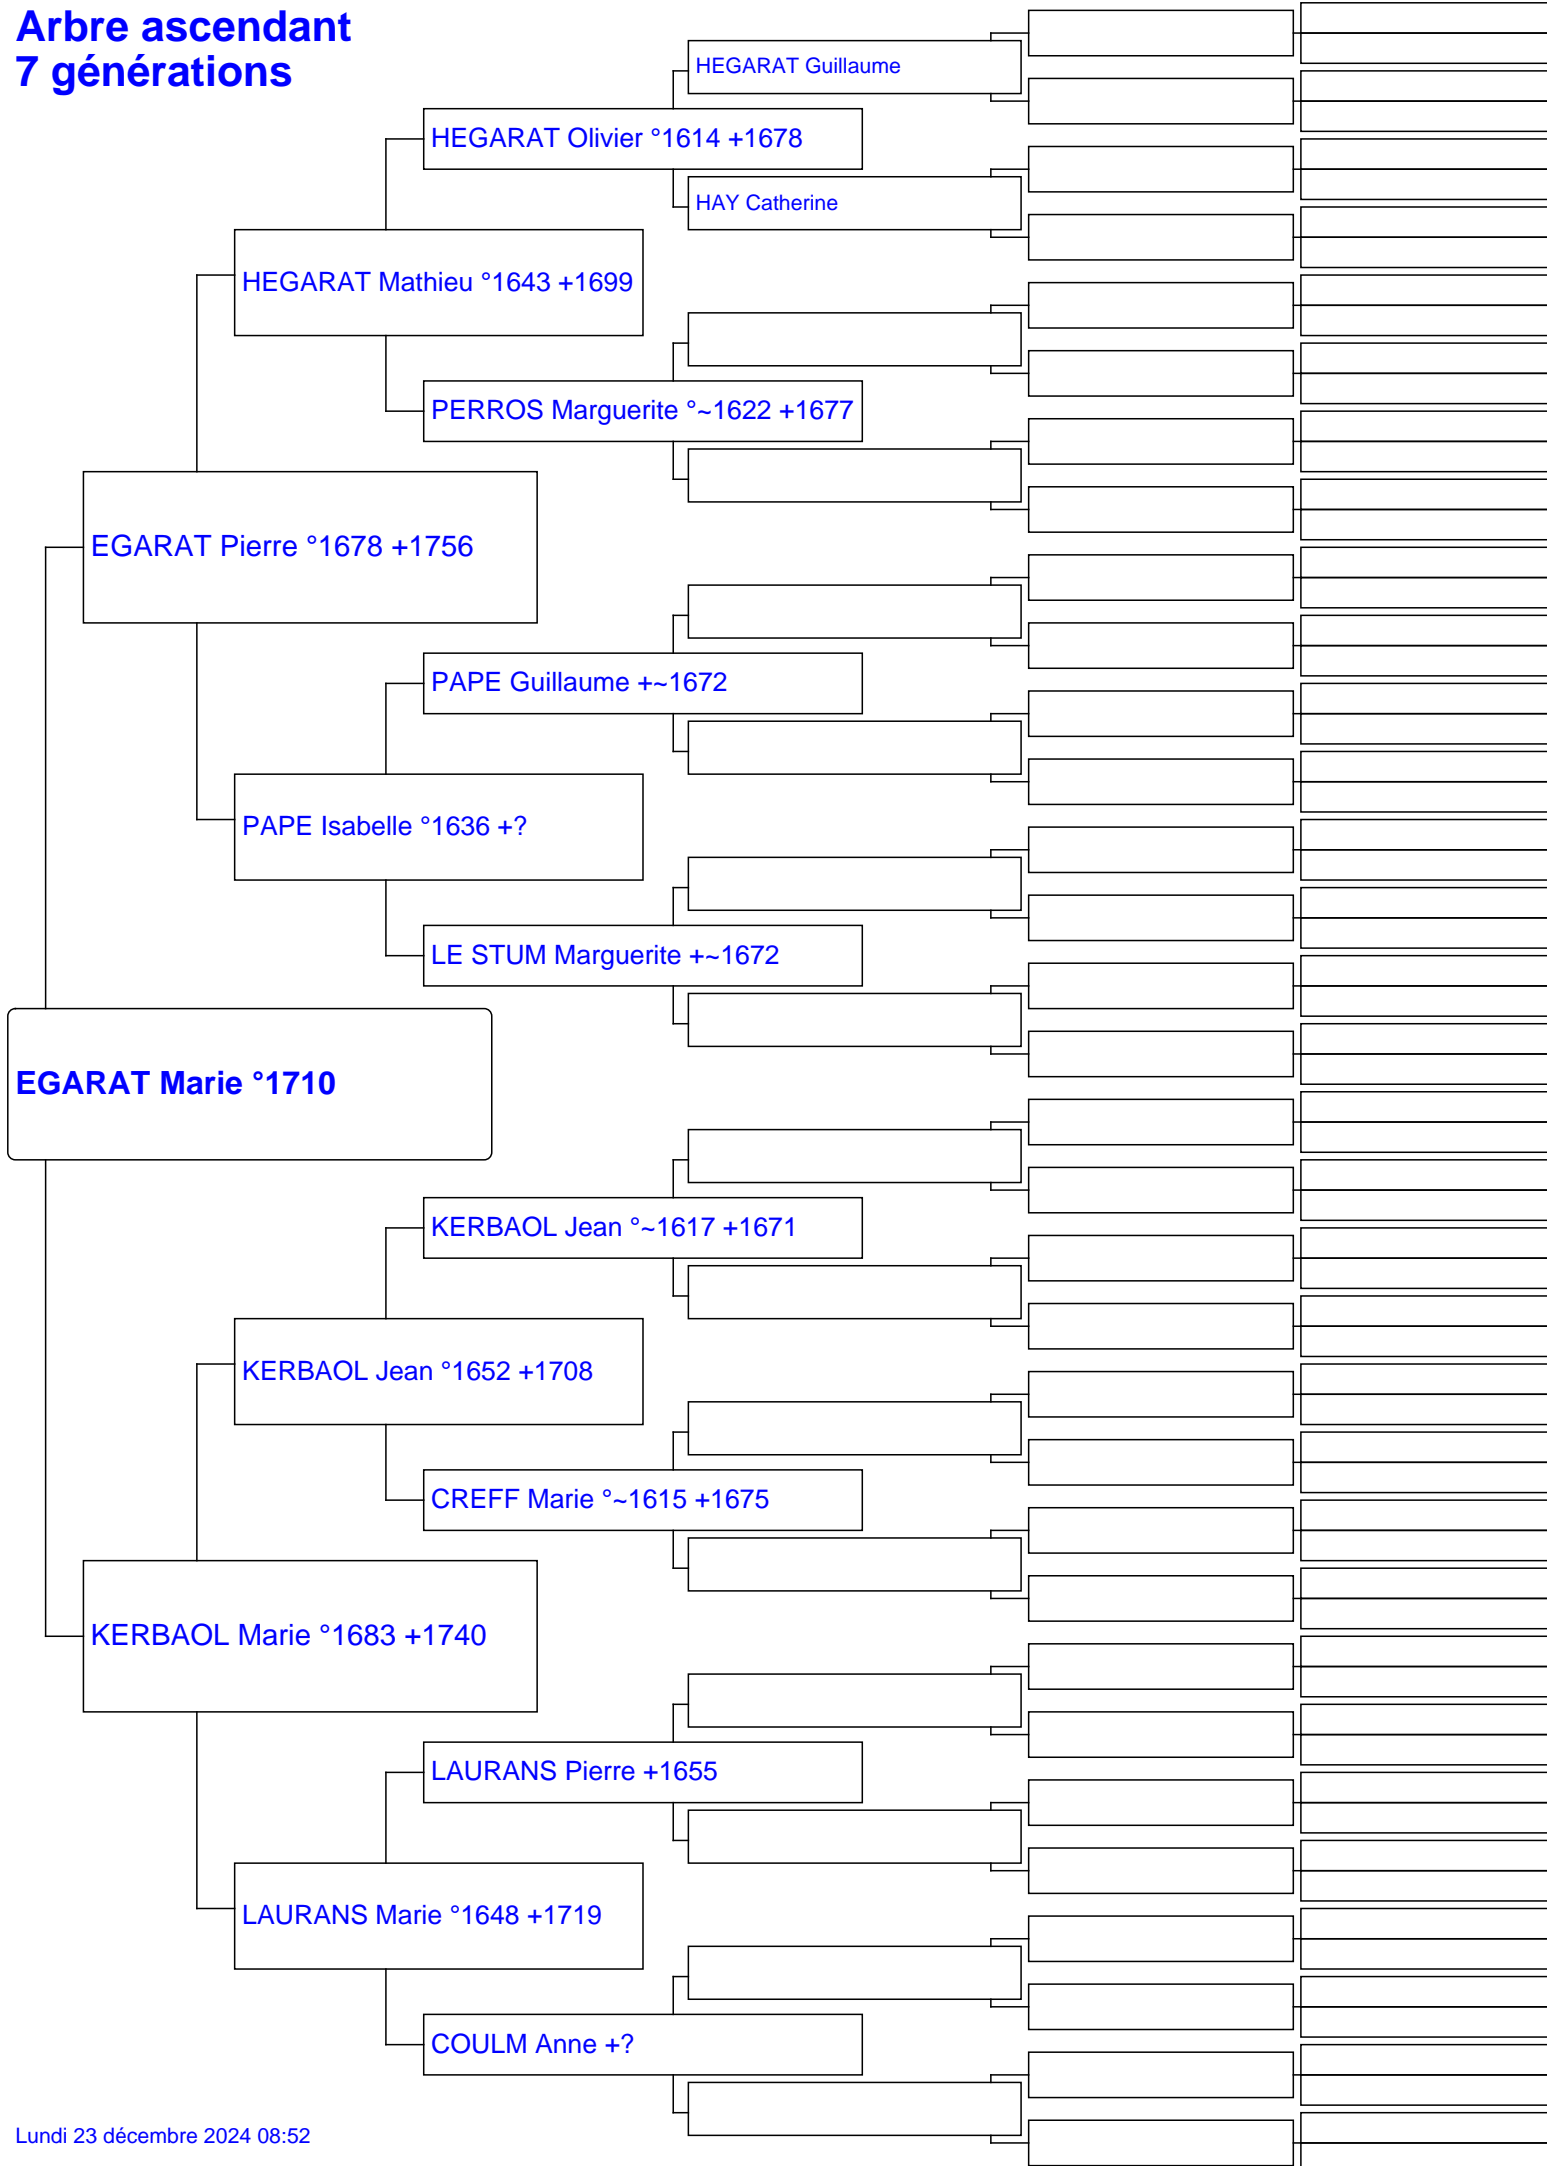 Arbre ascendant
7 générations
HEGARAT Guillaume
HEGARAT Olivier °1614 +1678
HAY Catherine
HEGARAT Mathieu °1643 +1699
PERROS Marguerite °~1622 +1677
EGARAT Pierre °1678 +1756
PAPE Guillaume +~1672
PAPE Isabelle °1636 +?
LE STUM Marguerite +~1672
EGARAT Marie °1710
KERBAOL Jean °~1617 +1671
KERBAOL Jean °1652 +1708
CREFF Marie °~1615 +1675
KERBAOL Marie °1683 +1740
LAURANS Pierre +1655
LAURANS Marie °1648 +1719
COULM Anne +?
Lundi 23 décembre 2024 08:52